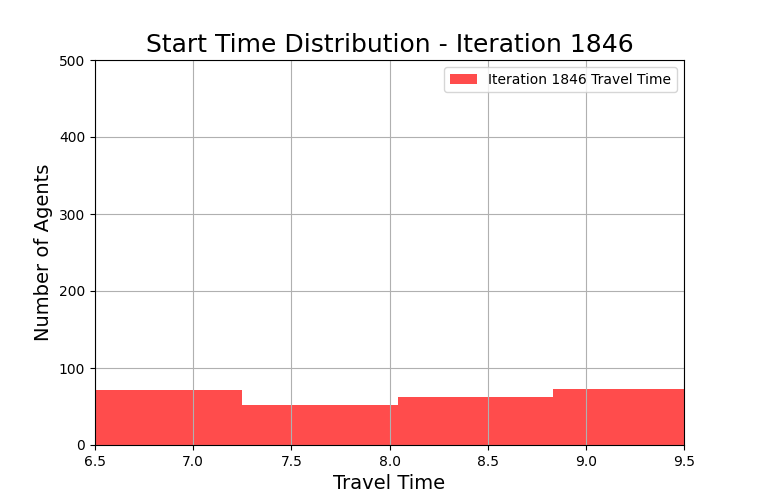 Start Time Distribution - Iteration 1846
Iteration 1846 Travel Time
Number of Agents
500
400
300
200
100
0
6.5 7.0 7.5 8.0 8.5 9.0 9.5
Travel Time